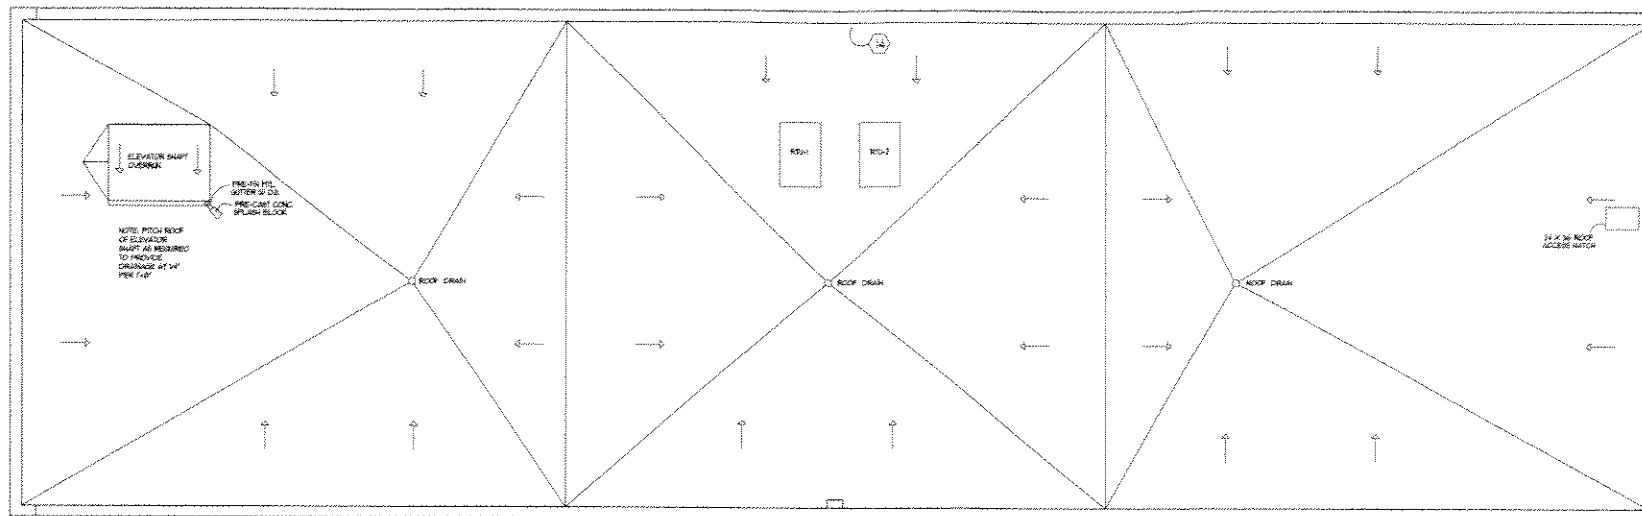 ELEVATOR SHAFT
OVERRUN
RTU-1
RTU-2
PRE-FIN MTL
GUTTER W/ D.S.
PRE-CAST CONC.
SPLASH BLOCK
NOTE: PITCH ROOF
OF ELEVATOR
SHAFT AS REQUIRED
TO PROVIDE
DRAINAGE AT 1/4"
PER 1'-0"
24 X 36 ROOF
ACCESS HATCH
ROOF DRAIN
ROOF DRAIN
ROOF DRAIN